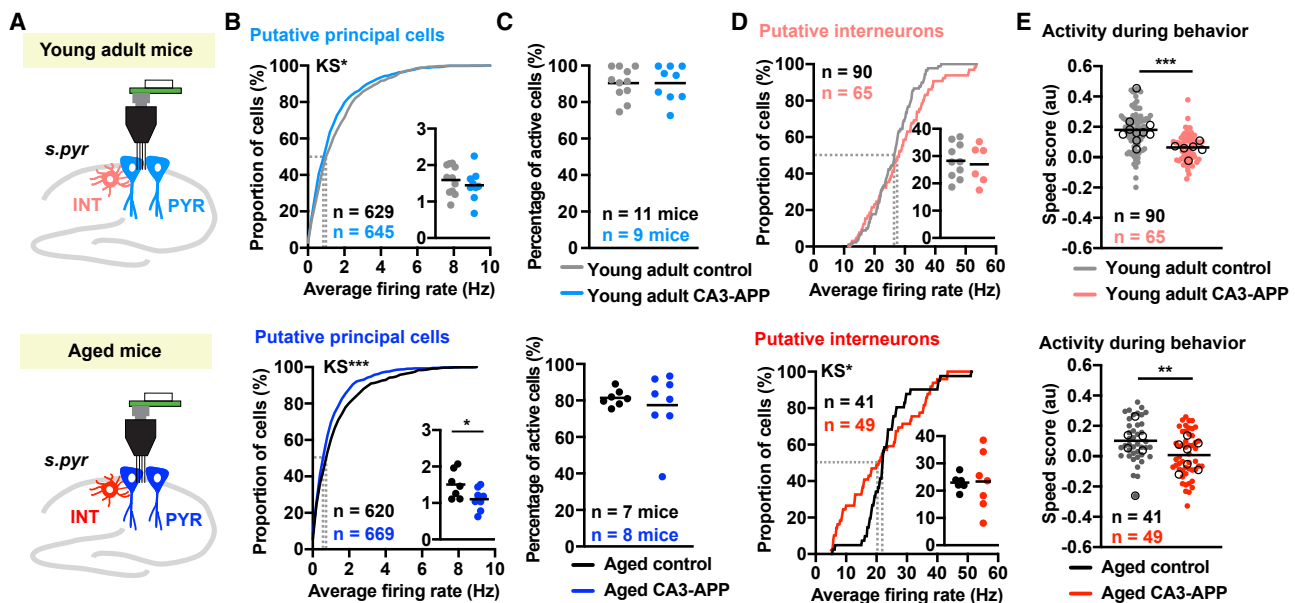 A
Young adult mice
s.pyr
INT
PYR
B
Putative principal cells
Proportion of cells (%)
100
80
60
40
20
0
KS*
3
2
1
0
n = 629
n = 645
0 2 4 6 8 10
Average firing rate (Hz)
C
Percentage of active cells (%)
100
80
60
40
20
0
n = 11 mice
n = 9 mice
Young adult control
Young adult CA3-APP
D
Putative interneurons
Proportion of cells (%)
100
80
60
40
20
0
n = 90
n = 65
40
30
20
10
0
0 10 20 30 40 50 60
Average firing rate (Hz)
E
Activity during behavior
Speed score (au)
0.6
0.4
0.2
0.0
-0.2
-0.4
-0.6
***
n = 90
n = 65
Young adult control
Young adult CA3-APP
Aged mice
s.pyr
INT
PYR
Putative principal cells
Proportion of cells (%)
100
80
60
40
20
0
KS***
3
2
1
0
*
n = 620
n = 669
0 2 4 6 8 10
Average firing rate (Hz)
Percentage of active cells (%)
100
80
60
40
20
0
n = 7 mice
n = 8 mice
Aged control
Aged CA3-APP
Putative interneurons
Proportion of cells (%)
100
80
60
40
20
0
KS*
n = 41
n = 49
40
30
20
10
0
0 10 20 30 40 50 60
Average firing rate (Hz)
Activity during behavior
Speed score (au)
0.6
0.4
0.2
0.0
-0.2
-0.4
-0.6
**
n = 41
n = 49
Aged control
Aged CA3-APP